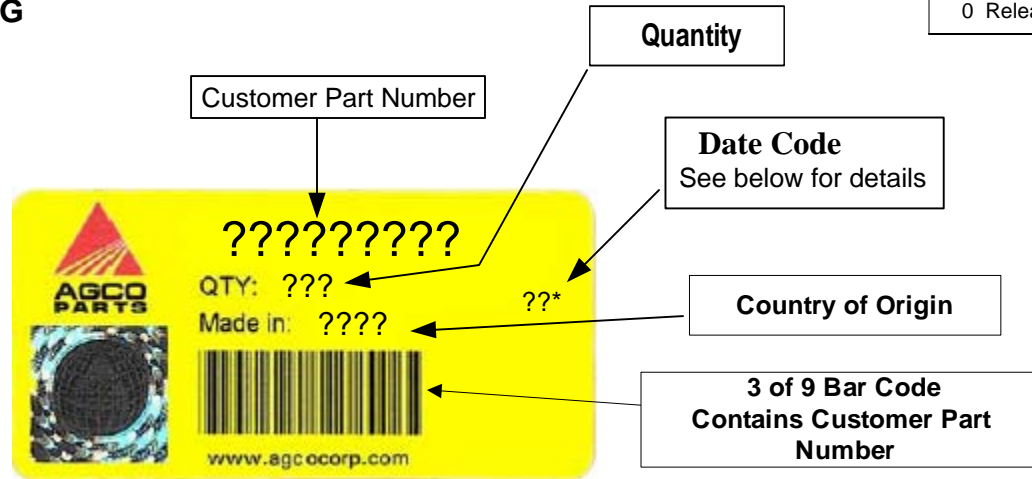 G
0 Relea
Quantity
Customer Part Number
Date Code
See below for details
?????????
QTY: ???
??*
Made in: ????
AGCO
PARTS
Country of Origin
3 of 9 Bar Code
Contains Customer Part
Number
www.agcocorp.com